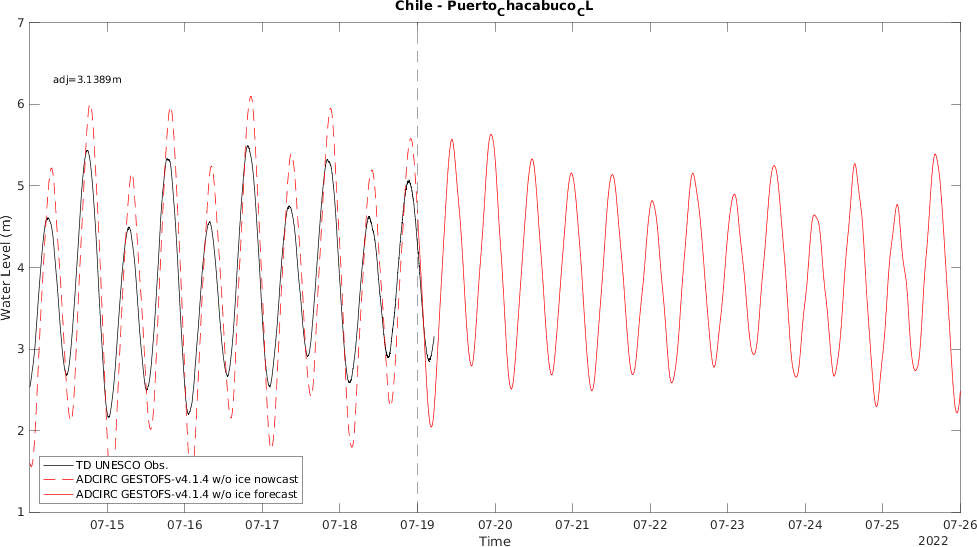 Chile - Puerto_Chacabuco_CL
7
adj=3.1389m
6
5
4
3
2
1
Water Level (m)
TD UNESCO Obs.
ADCIRC GESTOFS-v4.1.4 w/o ice nowcast
ADCIRC GESTOFS-v4.1.4 w/o ice forecast
07-15 07-16 07-17 07-18 07-19 07-20 07-21 07-22 07-23 07-24 07-25 07-26
Time
2022